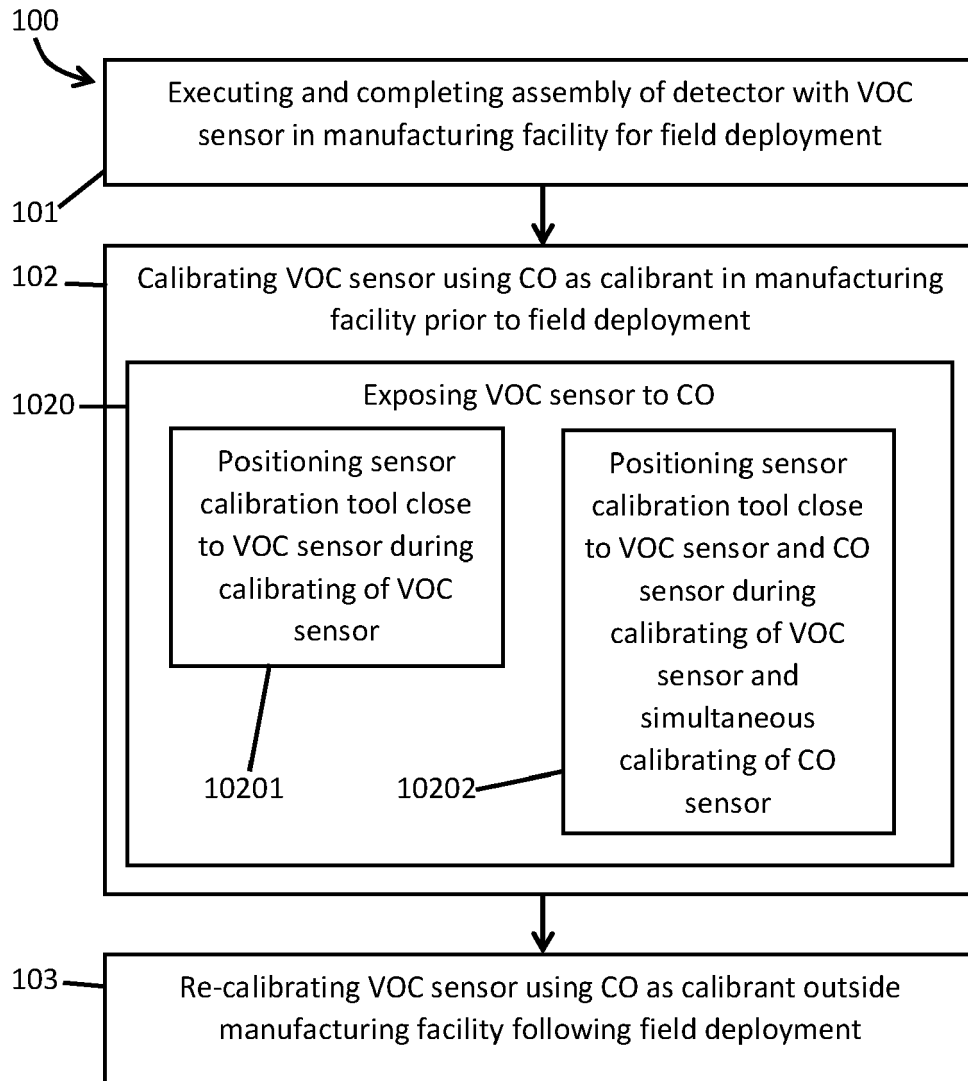 100
Executing and completing assembly of detector with VOC
sensor in manufacturing facility for field deployment
101
102
Calibrating VOC sensor using CO as calibrant in manufacturing
facility prior to field deployment
1020
Exposing VOC sensor to CO
Positioning sensor
calibration tool close
to VOC sensor during
calibrating of VOC
sensor
10201
Positioning sensor
calibration tool close
to VOC sensor and CO
sensor during
calibrating of VOC
sensor and
simultaneous
calibrating of CO
sensor
10202
103
Re-calibrating VOC sensor using CO as calibrant outside
manufacturing facility following field deployment